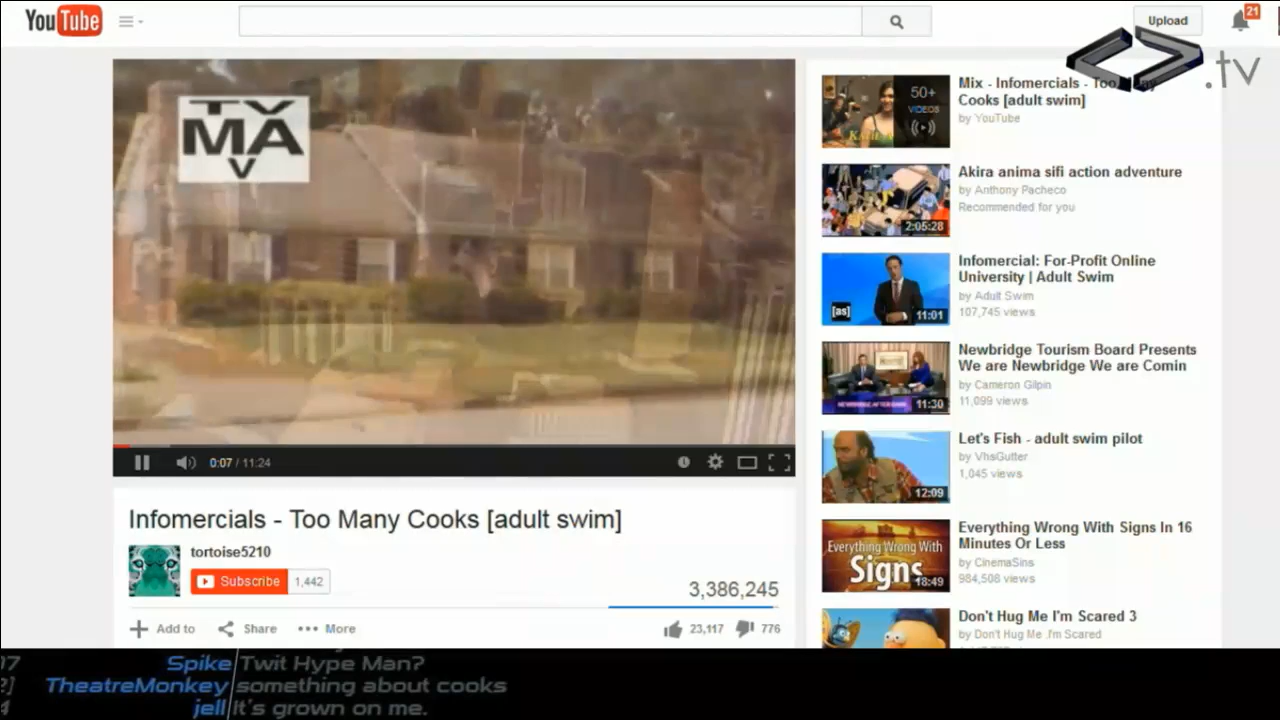 YouTube
Upload
21
.tv
TV
MA
V
0:07 / 11:24
Infomercials - Too Many Cooks [adult swim]
tortoise5210
Subscribe
1,442
3,386,245
Add to
Share
More
23,117
776
50+
VIDEOS
Mix - Infomercials - Too
Cooks [adult swim]
by YouTube
2:05:28
Akira anima sifi action adventure
by Anthony Pacheco
Recommended for you
[as]
11:01
Infomercial: For-Profit Online
University | Adult Swim
by Adult Swim
107,745 views
11:30
Newbridge Tourism Board Presents
We are Newbridge We are Comin
by Cameron Gilpin
11,099 views
12:09
Let's Fish - adult swim pilot
by VhsGutter
1,045 views
Everything Wrong With
Signs
18:49
Everything Wrong With Signs In 16
Minutes Or Less
by CinemaSins
984,508 views
Don't Hug Me I'm Scared 3
by Don't Hug Me .I'm Scared
Spike Twit Hype Man?
TheatreMonkey something about cooks
jell It's grown on me.